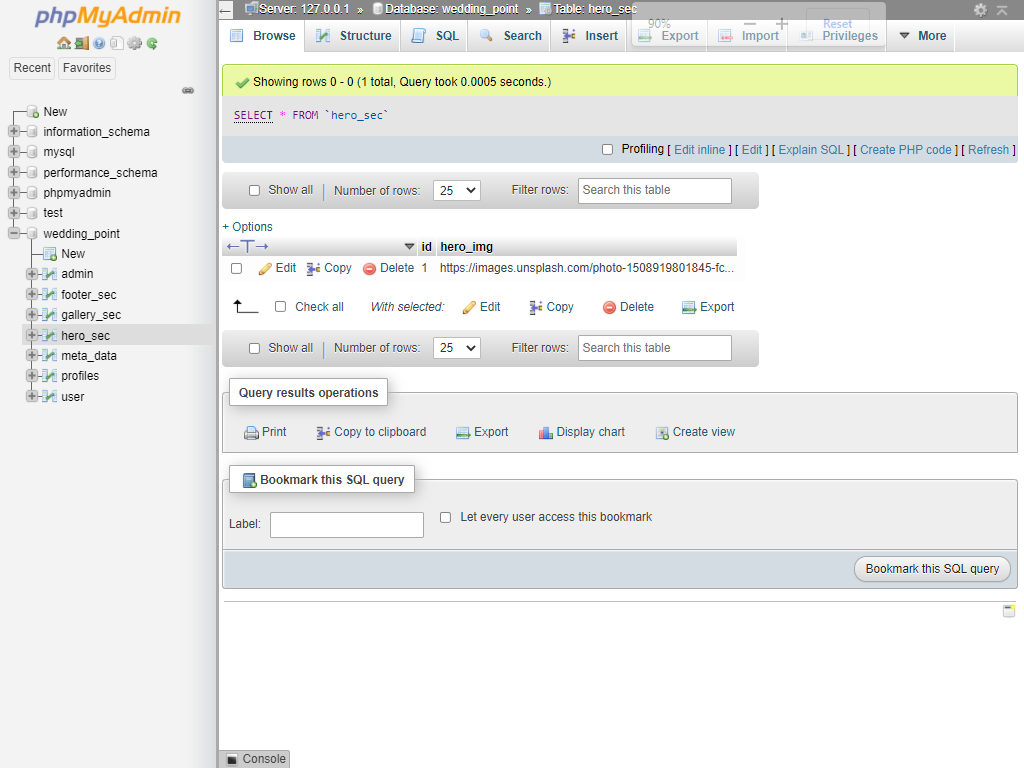 phpMyAdmin
Recent Favorites
New
information_schema
mysql
performance_schema
phpmyadmin
test
wedding_point
New
admin
footer_sec
gallery_sec
hero_sec
meta_data
profiles
user
Server: 127.0.0.1 » Database: wedding_point » Table: hero_sec
90% Reset
Browse Structure SQL Search Insert Export Import Privileges More
Showing rows 0 - 0 (1 total, Query took 0.0005 seconds.)
SELECT * FROM `hero_sec`
Profiling [ Edit inline ] [ Edit ] [ Explain SQL ] [ Create PHP code ] [ Refresh ]
Show all Number of rows: 25 Filter rows: Search this table
+ Options
←T→ id hero_img
Edit Copy Delete 1 https://images.unsplash.com/photo-1508919801845-fc...
Check all With selected: Edit Copy Delete Export
Show all Number of rows: 25 Filter rows: Search this table
Query results operations
Print Copy to clipboard Export Display chart Create view
Bookmark this SQL query
Label: Let every user access this bookmark
Bookmark this SQL query
Console